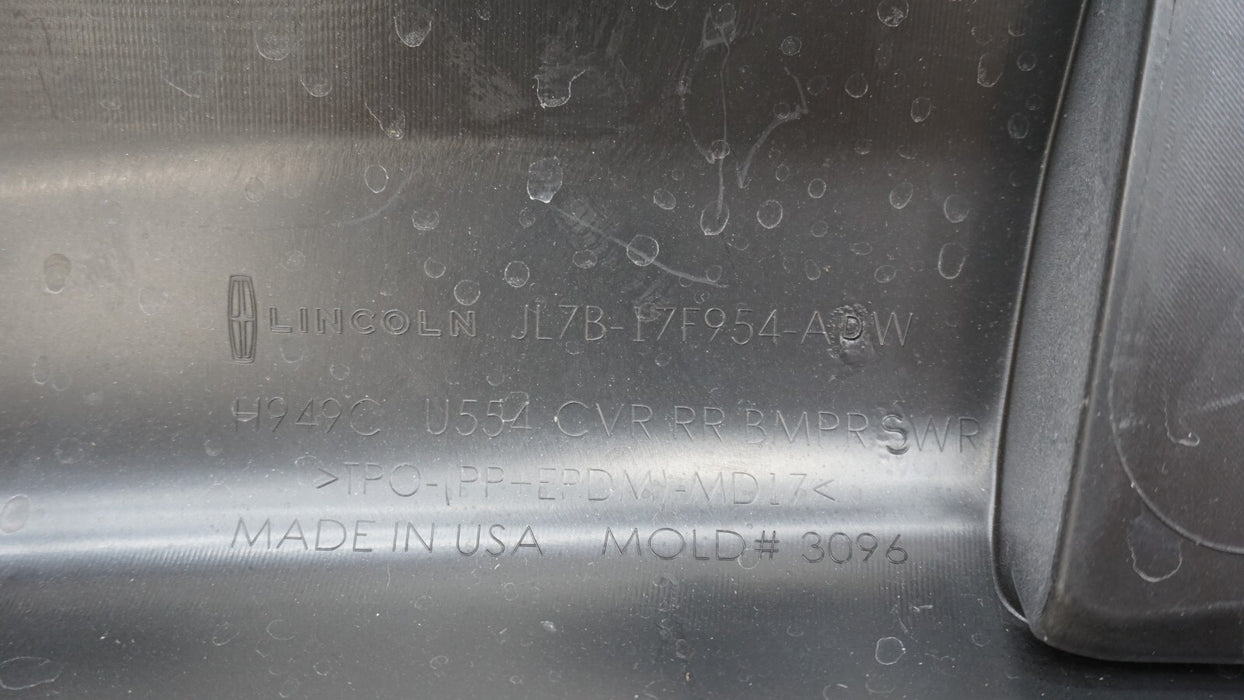 LINCOLN JL7B-17F954-ADW
H949C U554 CVR RR BMPR SWR
>TPO-(PP+EPDM)-MD17<
MADE IN USA MOLD# 3096